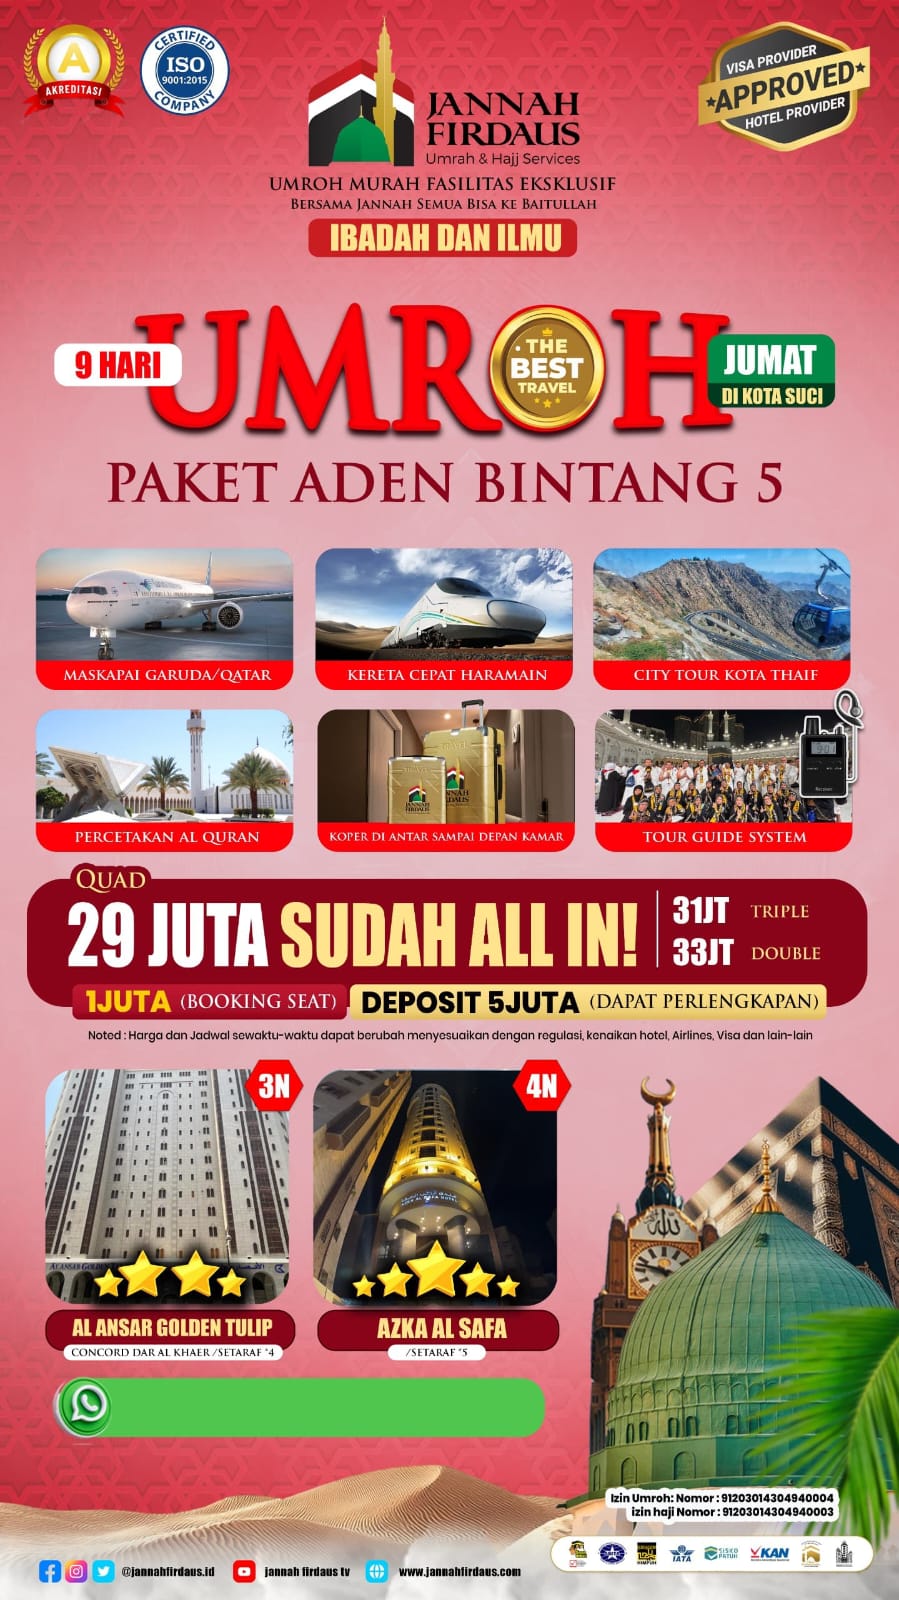 A
AKREDITASI
CERTIFIED
ISO
9001:2015
COMPANY
JANNAH
FIRDAUS
Umrah & Hajj Services
VISA PROVIDER
APPROVED
HOTEL PROVIDER
UMROH MURAH FASILITAS EKSKLUSIF
BERSAMA JANNAH SEMUA BISA KE BAITULLAH
IBADAH DAN ILMU
9 HARI
UMROH
THE
BEST
TRAVEL
JUMAT
DI KOTA SUCI
PAKET ADEN BINTANG 5
MASKAPAI GARUDA/QATAR
KERETA CEPAT HARAMAIN
CITY TOUR KOTA THAIF
JANNAH
FIRDAUS
PERCETAKAN AL QURAN
KOPER DI ANTAR SAMPAI DEPAN KAMAR
TOUR GUIDE SYSTEM
QUAD
29 JUTA SUDAH ALL IN!
31JT TRIPLE
33JT DOUBLE
1JUTA (BOOKING SEAT)
DEPOSIT 5JUTA (DAPAT PERLENGKAPAN)
Noted : Harga dan Jadwal sewaktu-waktu dapat berubah menyesuaikan dengan regulasi, kenaikan hotel, Airlines, Visa dan lain-lain
3N
4N
AL ANSAR GOLDEN TULIP
CONCORD DAR AL KHAER /SETARAF *4
AZKA AL SAFA
/SETARAF *5
Izin Umroh: Nomor : 91203014304940004
izin haji Nomor : 91203014304940003
HIMPUH
IATA
SISKO
PATUH
KAN
@jannahfirdaus.id
jannah firdaus tv
www.jannahfirdaus.com